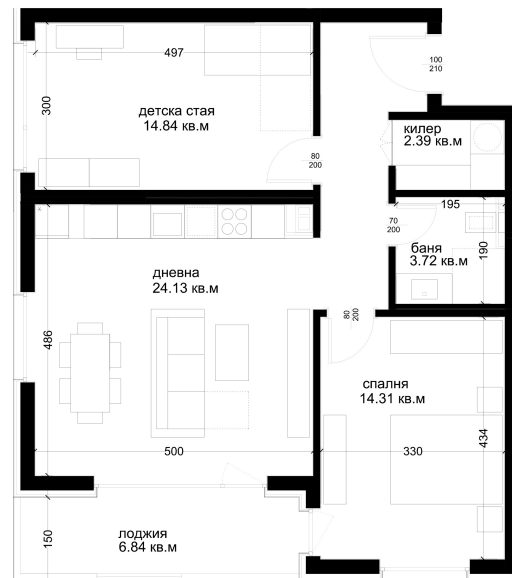 497
100
210
300
детска стая
14.84 кв.м
килер
2.39 кв.м
80
200
195
70
200
баня
3.72 кв.м
190
дневна
24.13 кв.м
486
80
200
спалня
14.31 кв.м
434
500
330
150
лоджия
6.84 кв.м